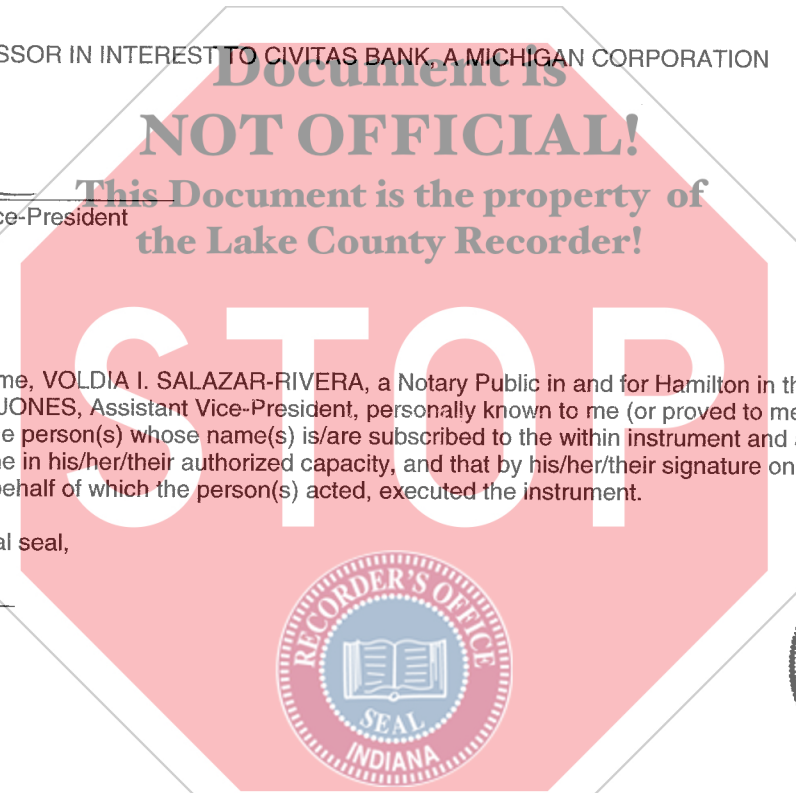 SSOR IN INTEREST TO CIVITAS BANK, A MICHIGAN CORPORATION
Document is
NOT OFFICIAL!
This Document is the property of
the Lake County Recorder!
ce-President
STOP
me, VOLDIA I. SALAZAR-RIVERA, a Notary Public in and for Hamilton in th
JONES, Assistant Vice-President, personally known to me (or proved to me
e person(s) whose name(s) is/are subscribed to the within instrument and a
e in his/her/their authorized capacity, and that by his/her/their signature on
behalf of which the person(s) acted, executed the instrument.
al seal,
RECORDER'S OFFICE
SEAL
INDIANA